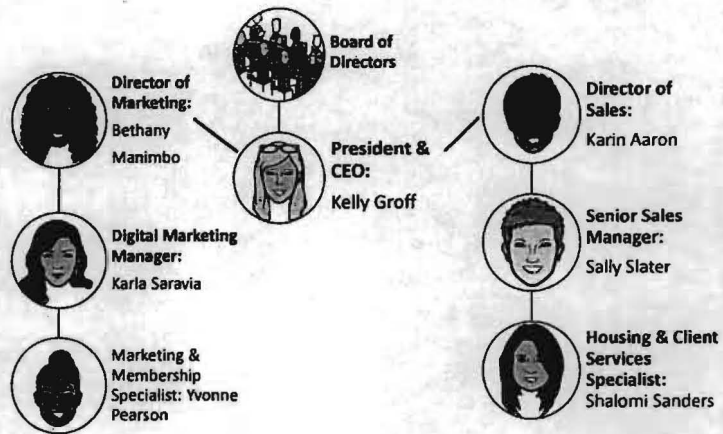 Board of
Directors
Director of
Marketing:
Bethany
Manimbo
President &
CEO:
Kelly Groff
Director of
Sales:
Karin Aaron
Digital Marketing
Manager:
Karla Saravia
Senior Sales
Manager:
Sally Slater
Marketing &
Membership
Specialist: Yvonne
Pearson
Housing & Client
Services
Specialist:
Shalomi Sanders